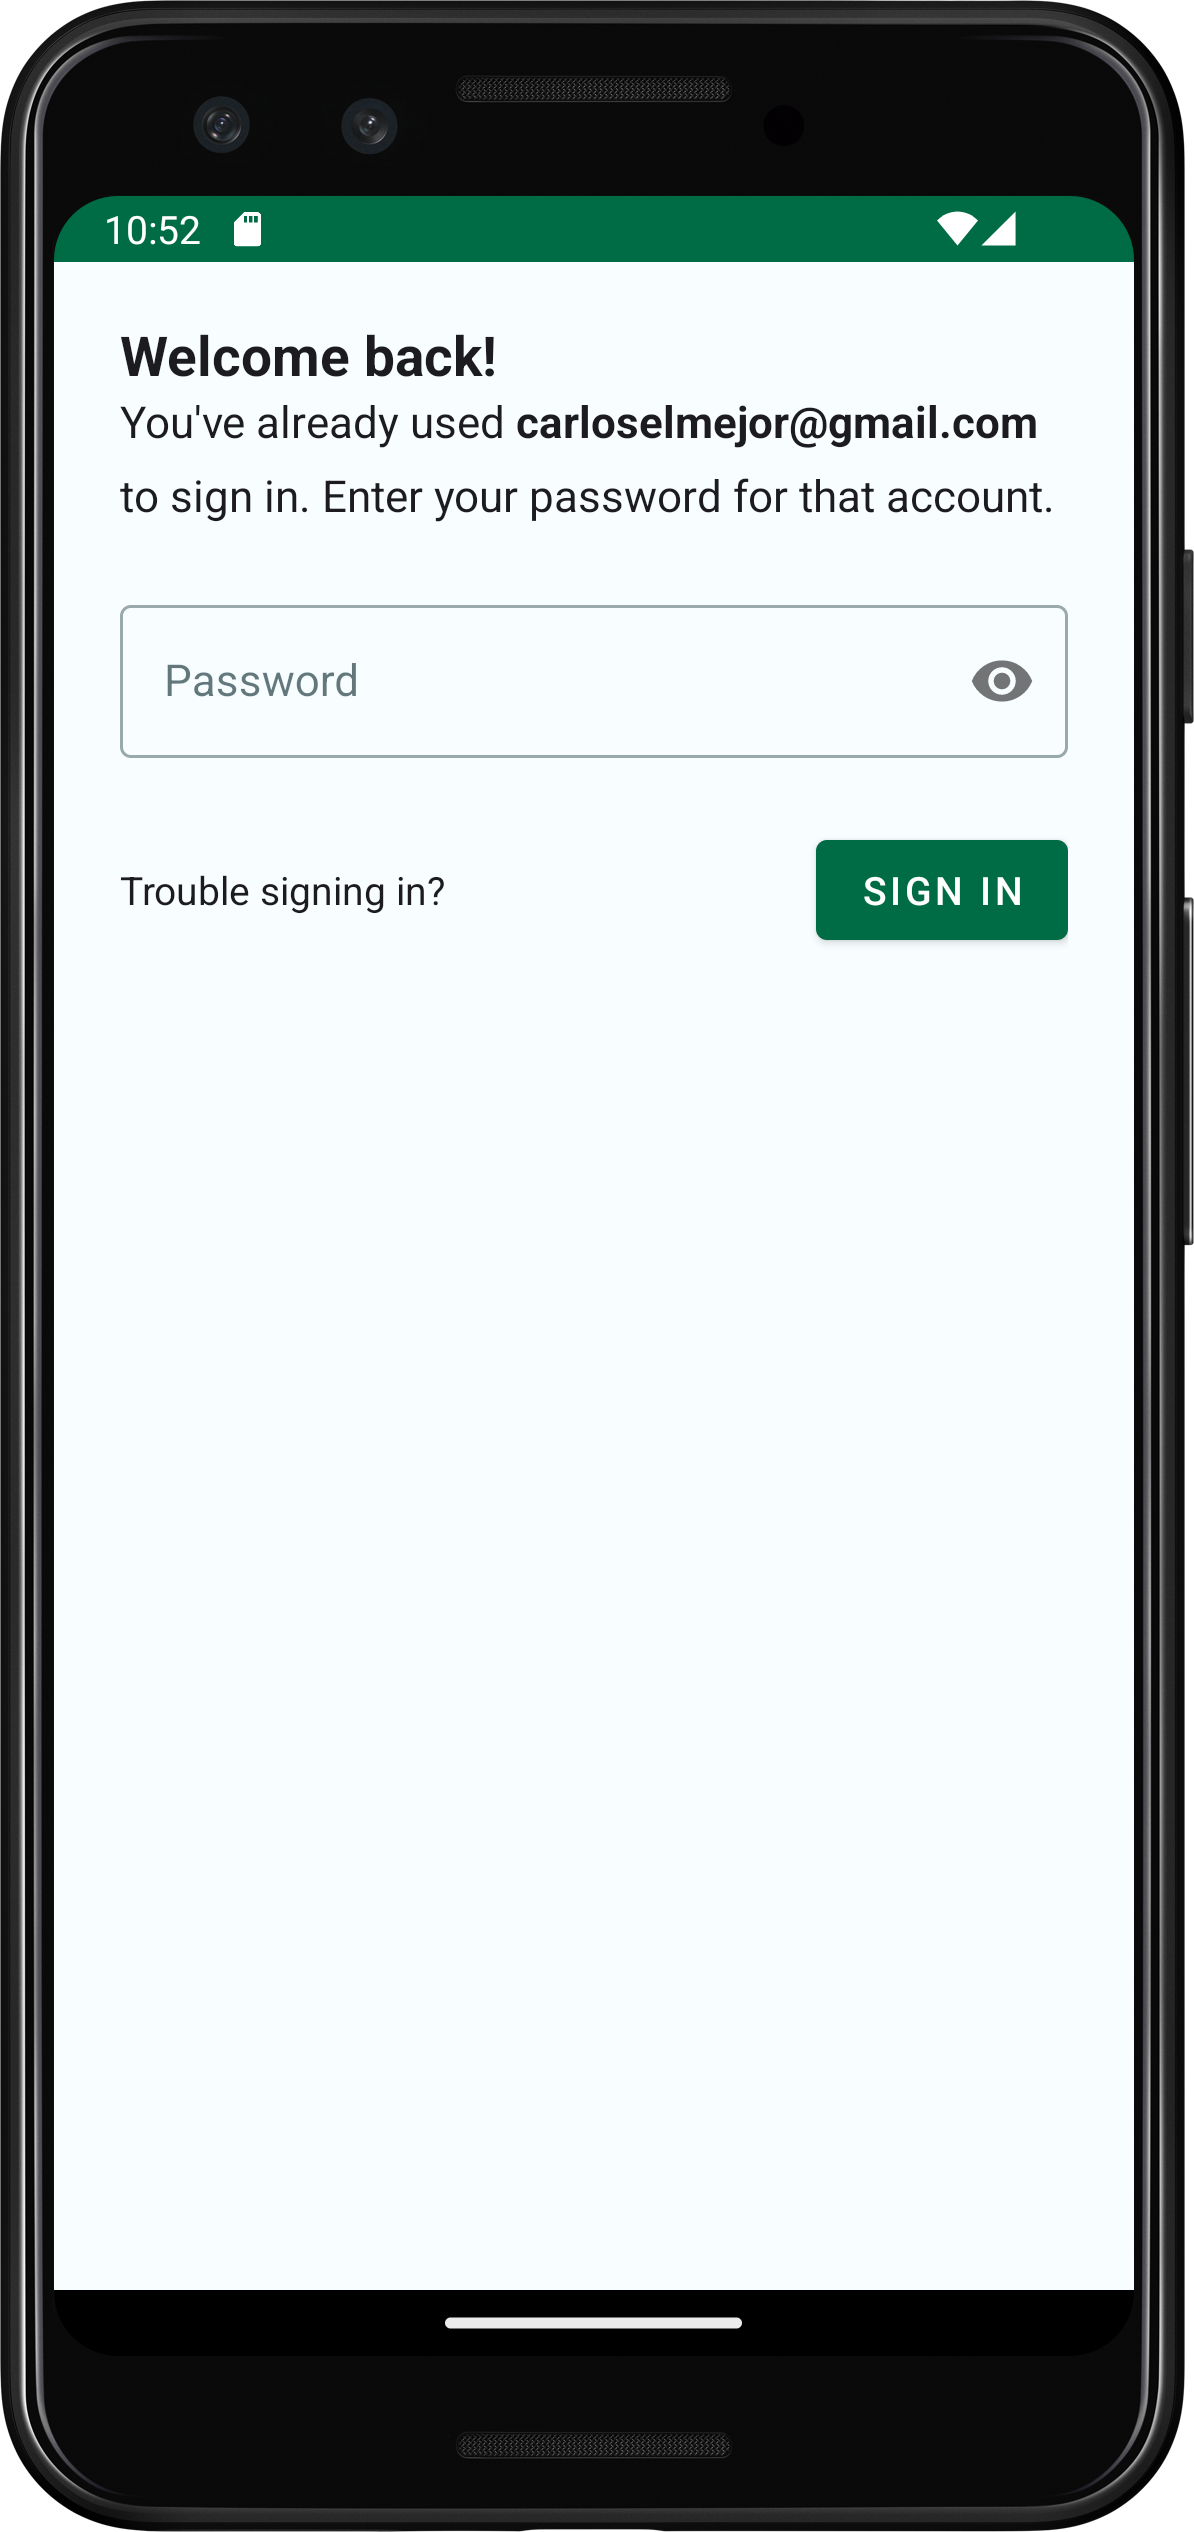 10:52
Welcome back!
You've already used carloselmejor@gmail.com
to sign in. Enter your password for that account.
Password
Trouble signing in?
SIGN IN